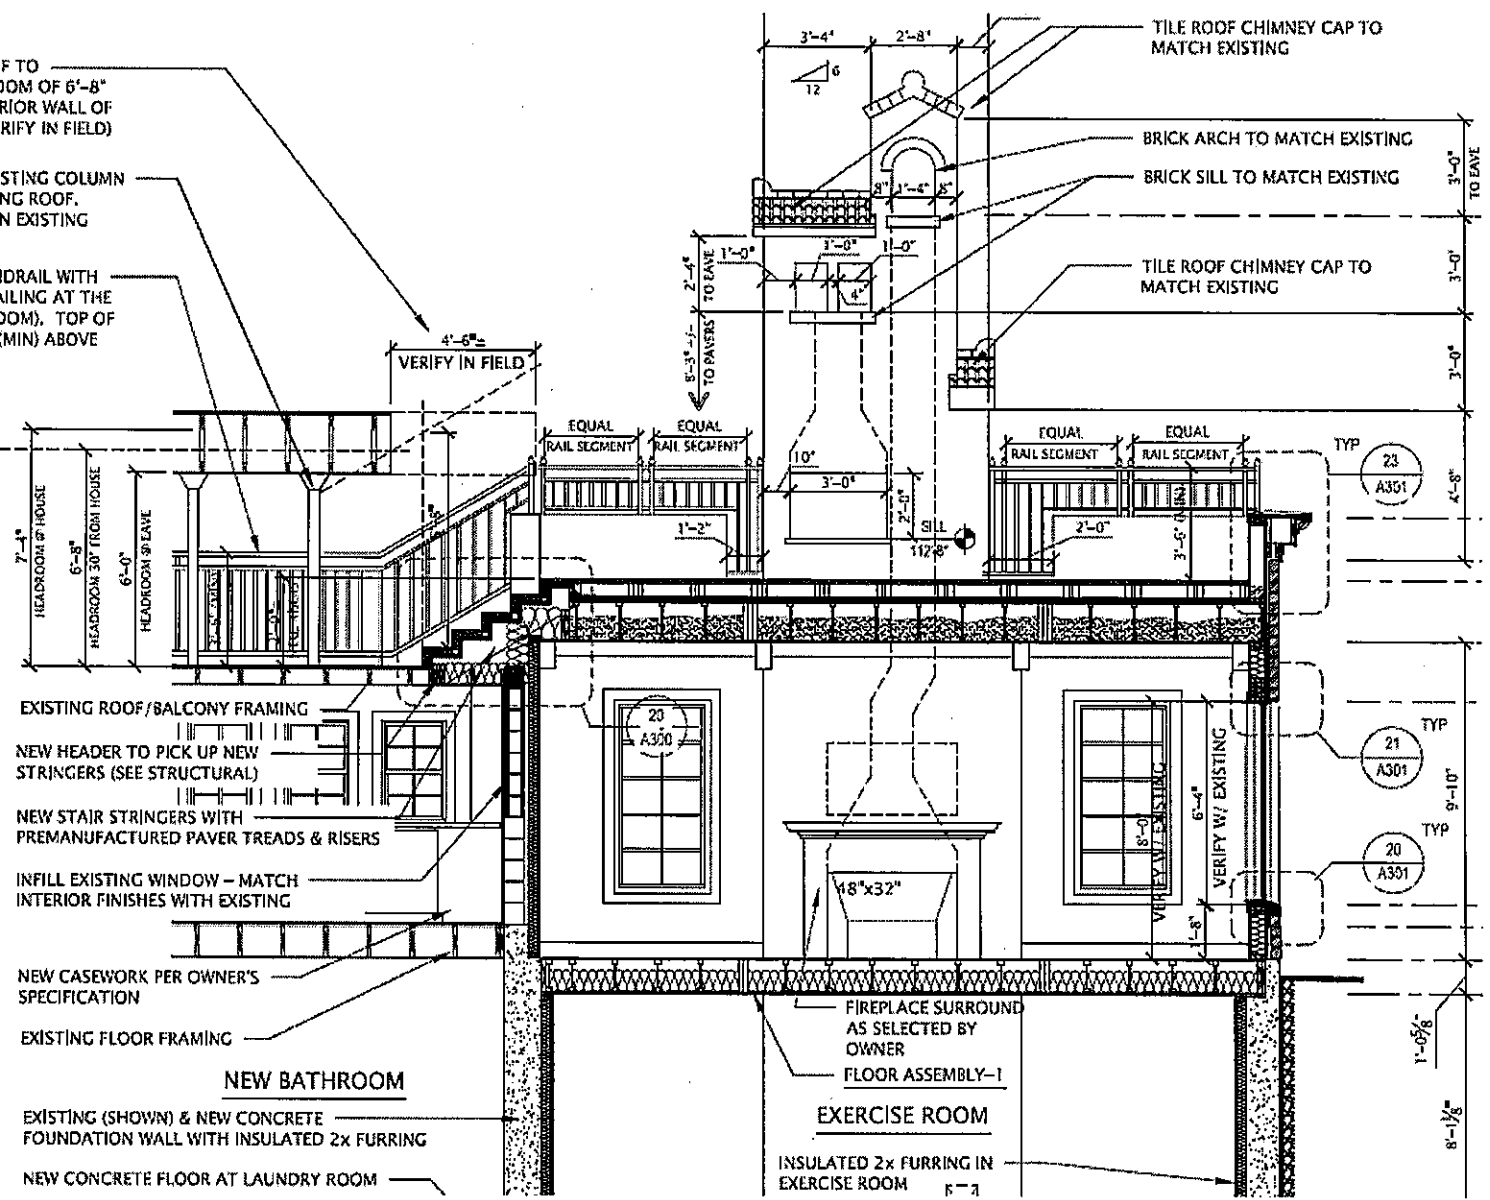 F TO
OOM OF 6'-8"
RIOR WALL OF
RIFY IN FIELD)
STING COLUMN
NG ROOF.
N EXISTING
NDRAIL WITH
AILING AT THE
OOM). TOP OF
(MIN) ABOVE
4'-6"±
VERIFY IN FIELD
3'-4"
2'-8"
6
12
TILE ROOF CHIMNEY CAP TO
MATCH EXISTING
BRICK ARCH TO MATCH EXISTING
BRICK SILL TO MATCH EXISTING
TILE ROOF CHIMNEY CAP TO
MATCH EXISTING
3'-0"
TO EAVE
3'-0"
3'-0"
4'-8"
8"
1'-4"
8"
1'-0"
1'-0"
1'-0"
4"
2'-4"
TO EAVE
TO PAVERS
EQUAL
RAIL SEGMENT
EQUAL
RAIL SEGMENT
EQUAL
RAIL SEGMENT
EQUAL
RAIL SEGMENT
10"
3'-0"
2'-0"
SILL
112'-8"
1'-2"
2'-0"
3'-6" (MIN)
TYP
23
A301
7'-4"
HEADROOM @ HOUSE
6'-8"
HEADROOM 30" FROM HOUSE
6'-0"
HEADROOM @ EAVE
EXISTING ROOF/BALCONY FRAMING
NEW HEADER TO PICK UP NEW
STRINGERS (SEE STRUCTURAL)
NEW STAIR STRINGERS WITH
PREMANUFACTURED PAVER TREADS & RISERS
INFILL EXISTING WINDOW – MATCH
INTERIOR FINISHES WITH EXISTING
NEW CASEWORK PER OWNER'S
SPECIFICATION
EXISTING FLOOR FRAMING
20
A300
48"x32"
8'-0"
VERIFY W/ EXISTING
6'-4"
VERIFY W/ EXISTING
1'-8"
TYP
21
A301
9'-10"
TYP
20
A301
1'-0 5/8"
8'-1 1/8"
FIREPLACE SURROUND
AS SELECTED BY
OWNER
FLOOR ASSEMBLY-1
NEW BATHROOM
EXERCISE ROOM
EXISTING (SHOWN) & NEW CONCRETE
FOUNDATION WALL WITH INSULATED 2x FURRING
NEW CONCRETE FLOOR AT LAUNDRY ROOM
INSULATED 2x FURRING IN
EXERCISE ROOM